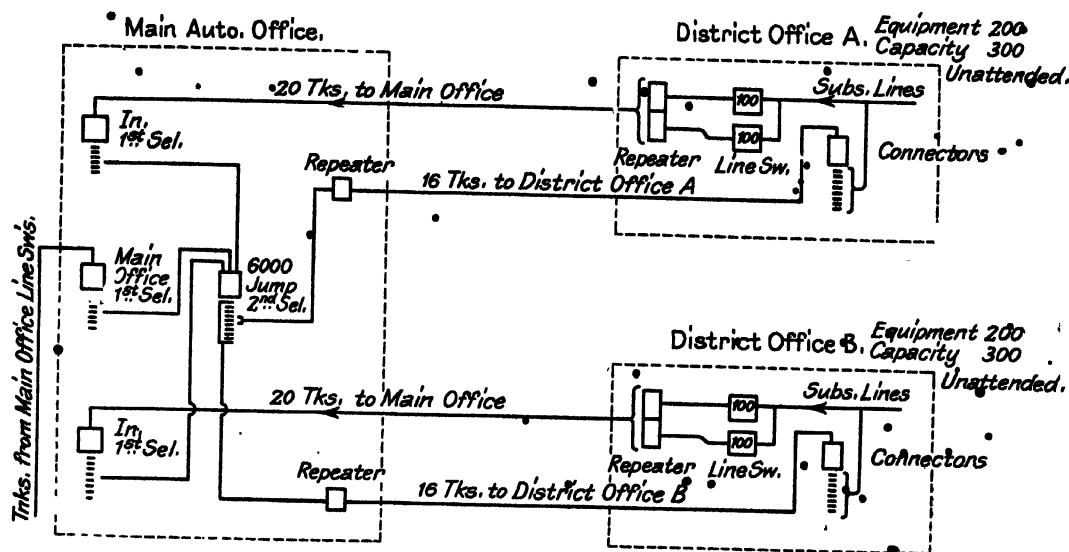 Main Auto. Office.
District Office A.
Equipment 200
Capacity 300
Unattended.
20 Tks. to Main Office
Subs. Lines
In.
1st Sel.
100
100
Repeater
Line Sw.
Connectors
Repeater
16 Tks. to District Office A
Tnks. from Main Office Line Sw's.
Main
Office
1st Sel.
6000
Jump
2nd Sel.
District Office B.
Equipment 200
Capacity 300
Unattended.
20 Tks. to Main Office
Subs. Lines
In.
1st Sel.
100
100
Repeater
Line Sw.
Connectors
Repeater
16 Tks. to District Office B